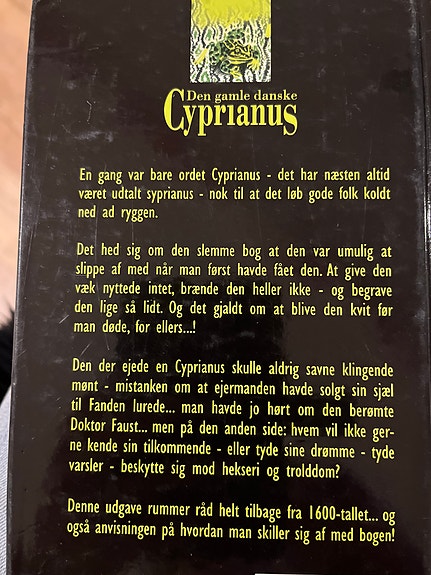 Den gamle danske
Cyprianus
En gang var bare ordet Cyprianus - det har næsten altid
været udtalt syprianus - nok til at det løb gode folk koldt
ned ad ryggen.
Det hed sig om den slemme bog at den var umulig at
slippe af med når man først havde fået den. At give den
væk nyttede intet, brænde den heller ikke - og begrave
den lige så lidt. Og det gjaldt om at blive den kvit før
man døde, for ellers...!
Den der ejede en Cyprianus skulle aldrig savne klingende
mønt - mistanken om at ejermanden havde solgt sin sjæl
til Fanden lurede... man havde jo hørt om den berømte
Doktor Faust... men på den anden side: hvem vil ikke ger-
ne kende sin tilkommende - eller tyde sine drømme - tyde
varsler - beskytte sig mod hekseri og trolddom?
Denne udgave rummer råd helt tilbage fra 1600-tallet... og
også anvisningen på hvordan man skiller sig af med bogen!